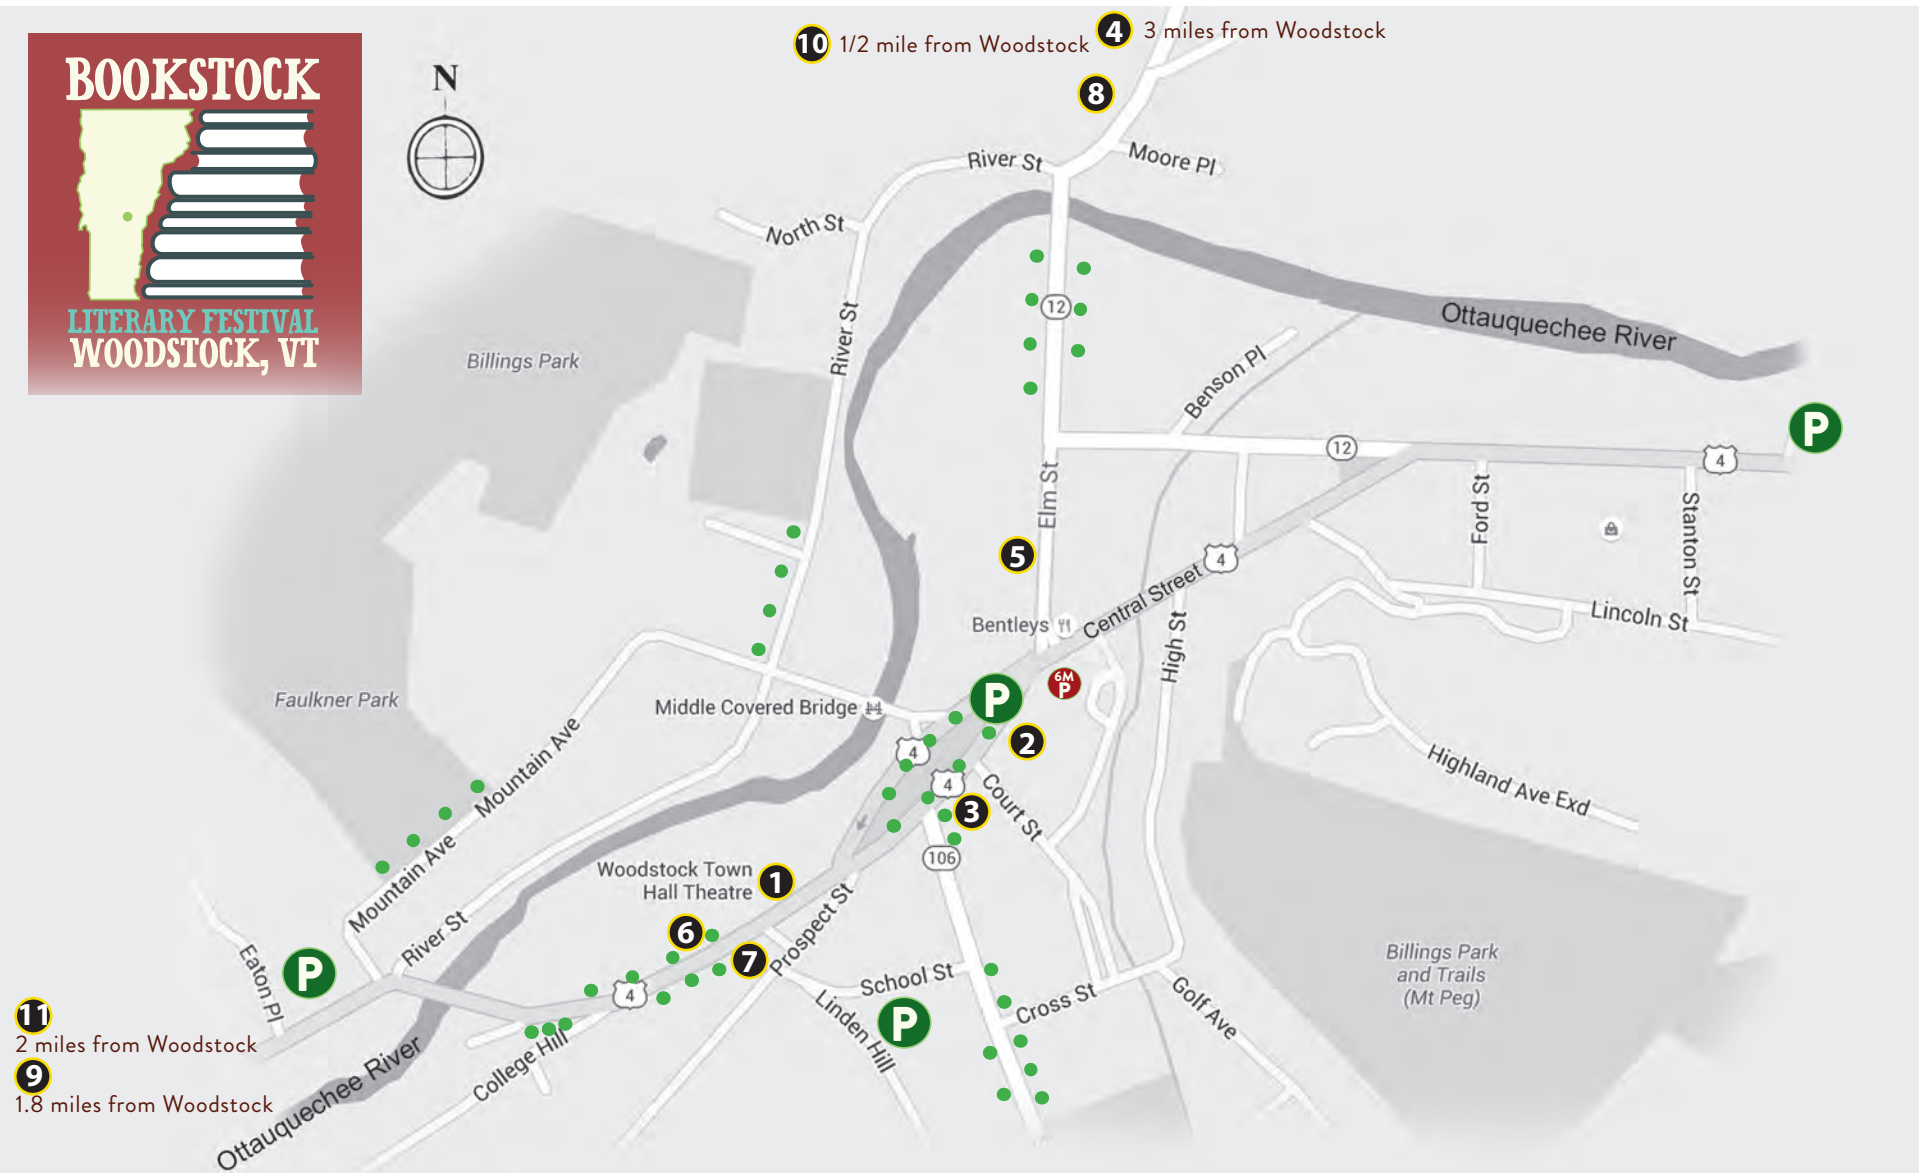 BOOKSTOCK
LITERARY FESTIVAL
WOODSTOCK, VT
N
10 1/2 mile from Woodstock
4 3 miles from Woodstock
8
Moore Pl
River St
North St
River St
12
Ottauquechee River
Billings Park
Benson Pl
P
12
4
Elm St
Ford St
Stanton St
5
4
Central Street
Lincoln St
Bentleys
High St
6M
P
P
Faulkner Park
Middle Covered Bridge
2
4
4
Mountain Ave
Highland Ave Exd
3
Court St
106
Mountain Ave
Woodstock Town
Hall Theatre
1
Prospect St
River St
6
7
Eaton Pl
P
4
School St
Linden Hill
P
Cross St
Golf Ave
Billings Park
and Trails
(Mt Peg)
College Hill
11
2 miles from Woodstock
9
1.8 miles from Woodstock
Ottauquechee River